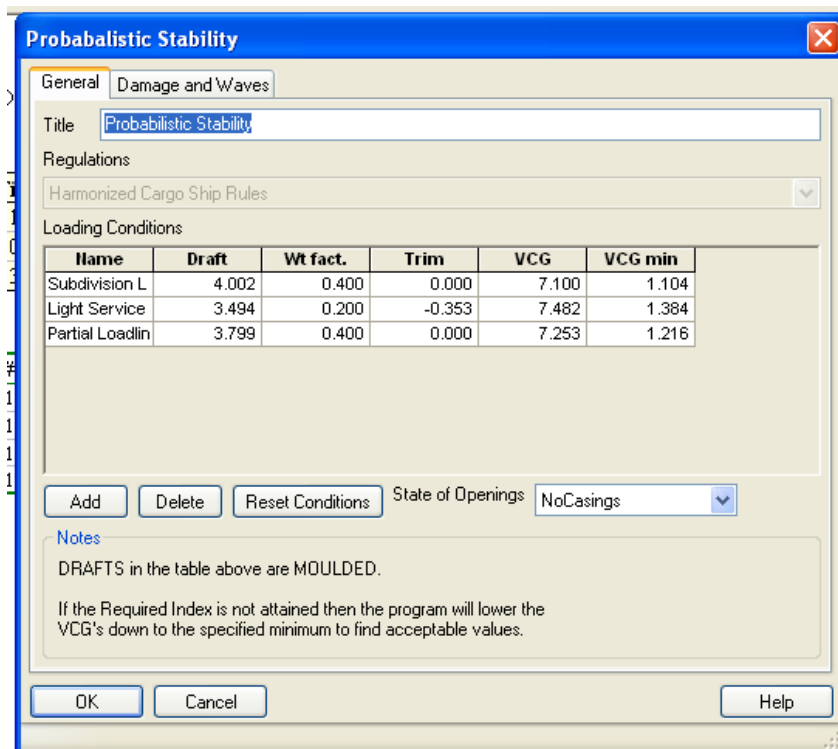 Probabalistic Stability
General Damage and Waves
Title Probabilistic Stability
Regulations
Harmonized Cargo Ship Rules
Loading Conditions
Name Draft Wt fact. Trim VCG VCG min
Subdivision L 4.002 0.400 0.000 7.100 1.104
Light Service 3.494 0.200 -0.353 7.482 1.384
Partial Loadlin 3.799 0.400 0.000 7.253 1.216
Add Delete Reset Conditions State of Openings NoCasings
Notes
DRAFTS in the table above are MOULDED.
If the Required Index is not attained then the program will lower the
VCG's down to the specified minimum to find acceptable values.
OK Cancel Help